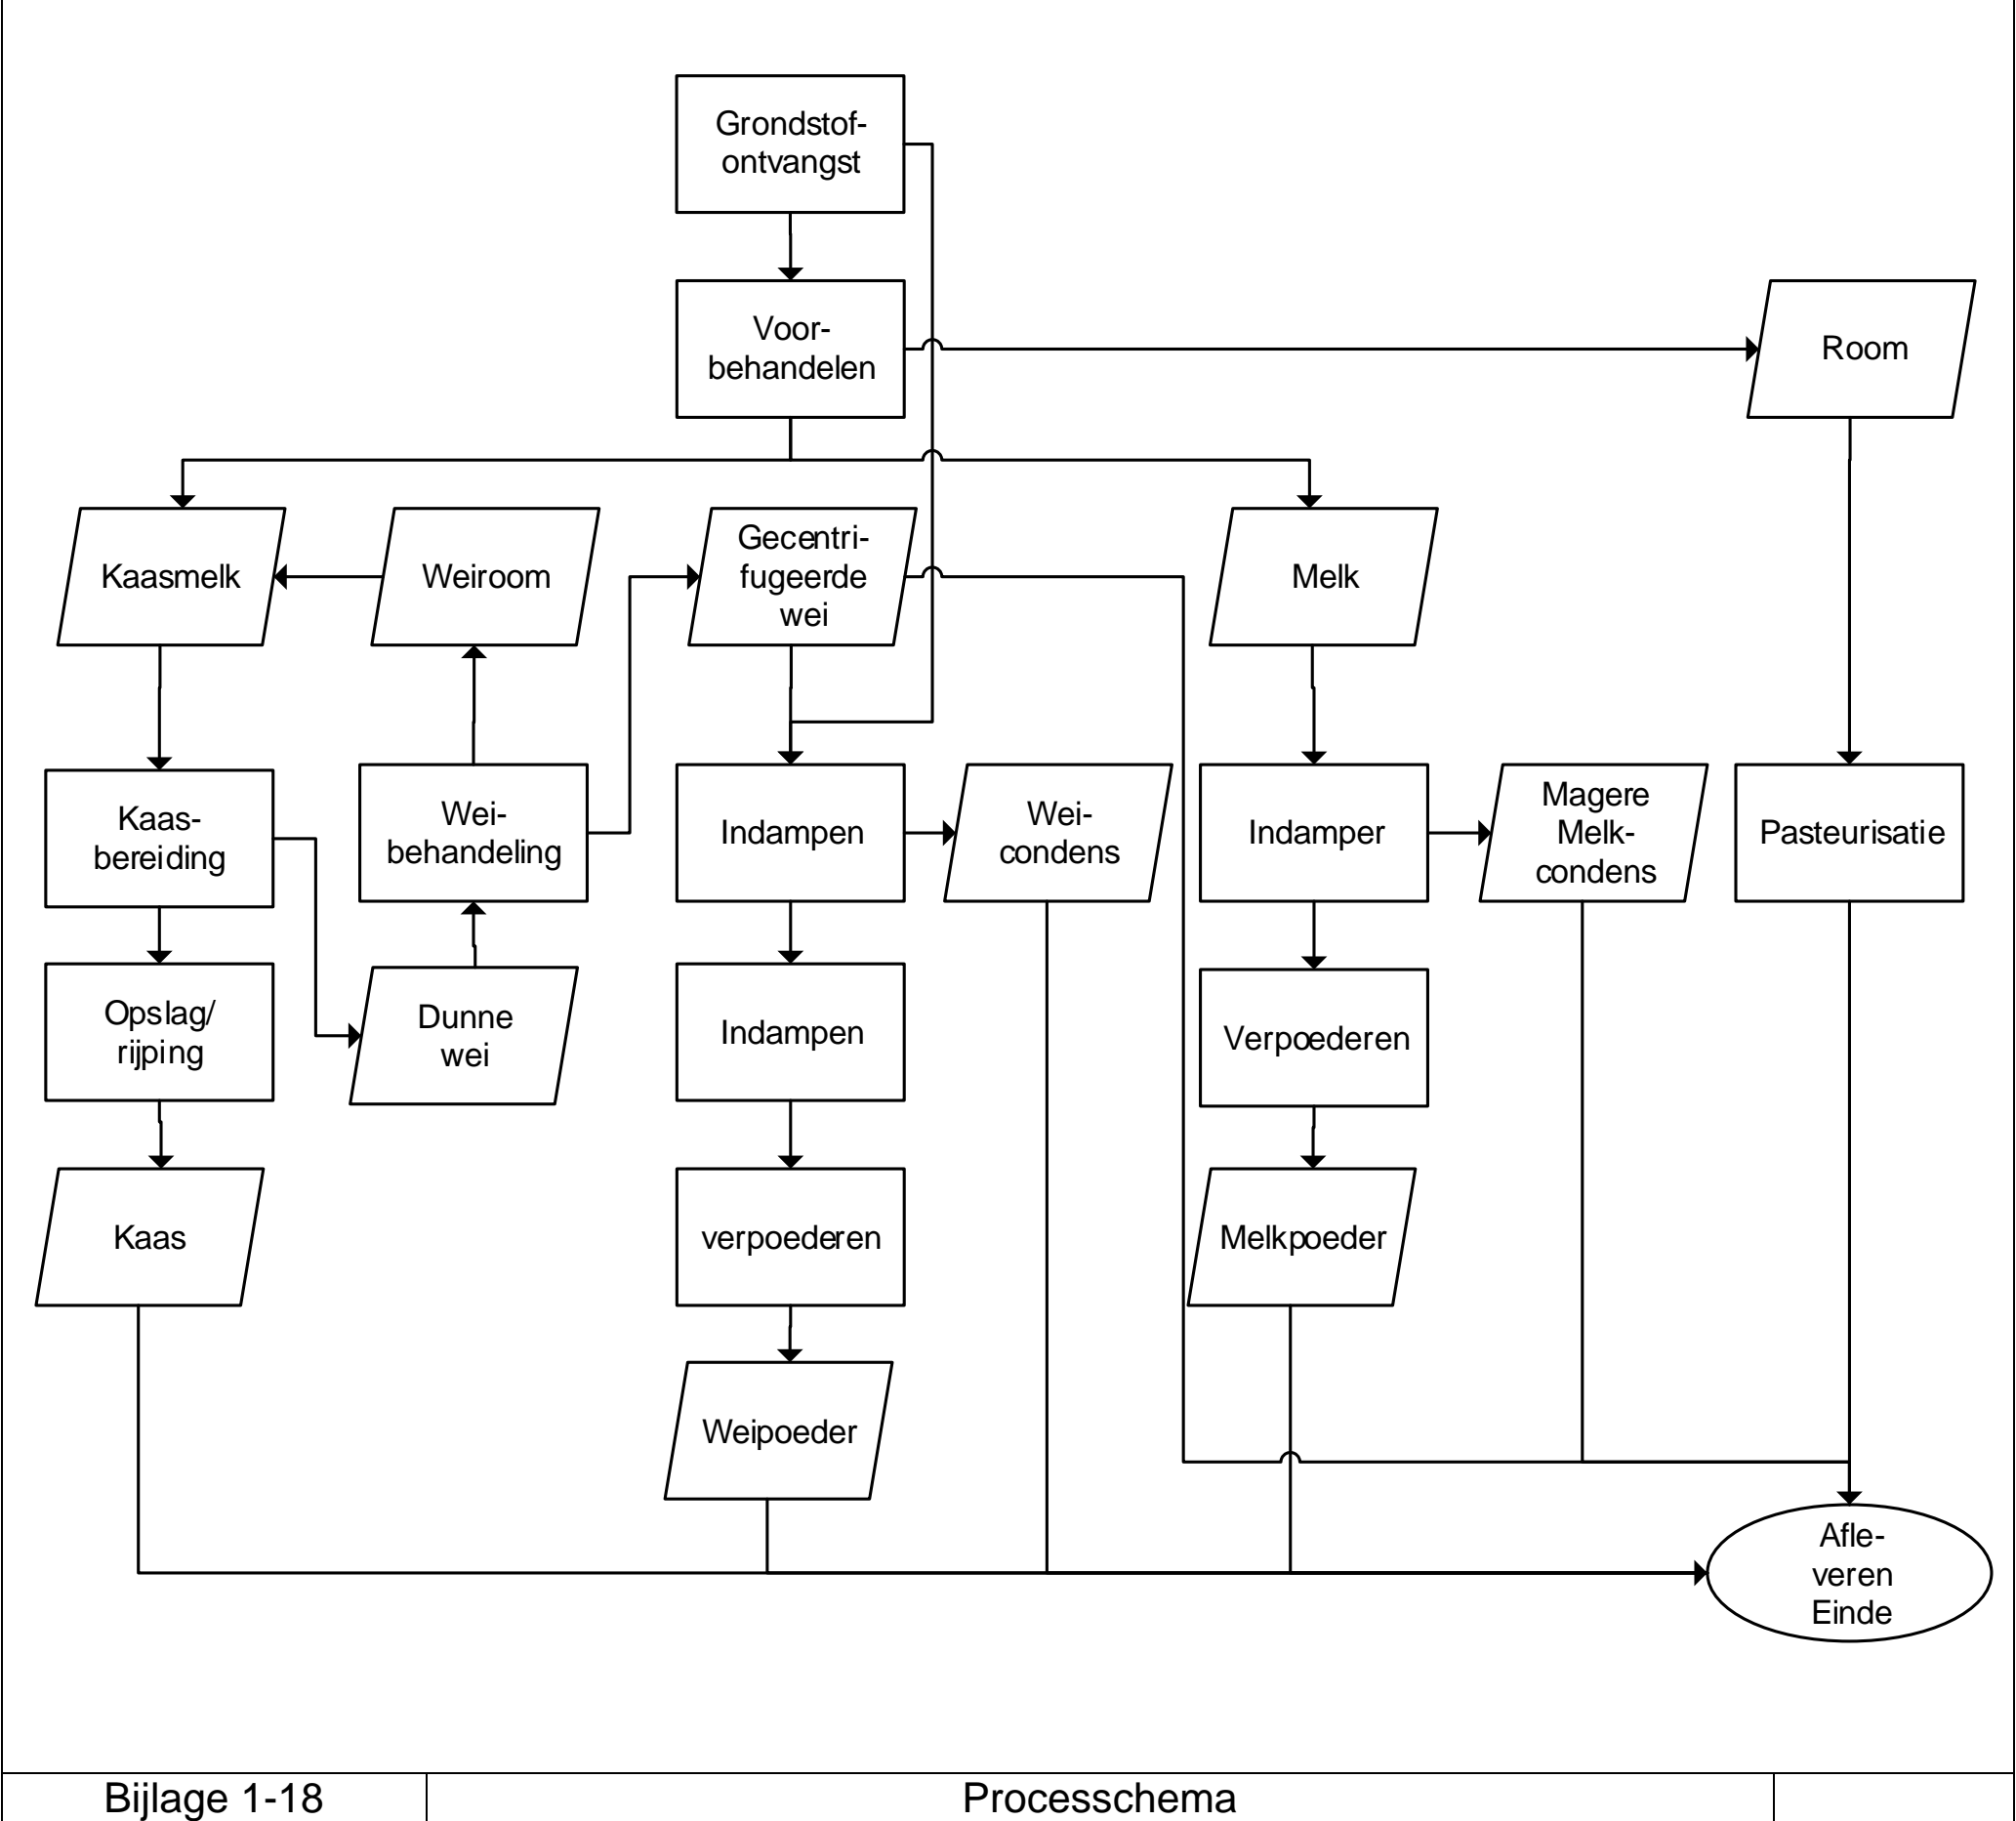 Grondstof-
ontvangst
Voor-
behandelen
Room
Kaasmelk
Weiroom
Gecentri-
fugeerde
wei
Melk
Kaas-
bereiding
Wei-
behandeling
Indampen
Wei-
condens
Indamper
Magere
Melk-
condens
Pasteurisatie
Opslag/
rijping
Dunne
wei
Indampen
Verpoederen
Kaas
verpoederen
Melkpoeder
Weipoeder
Afle-
veren
Einde
Bijlage 1-18
Processchema